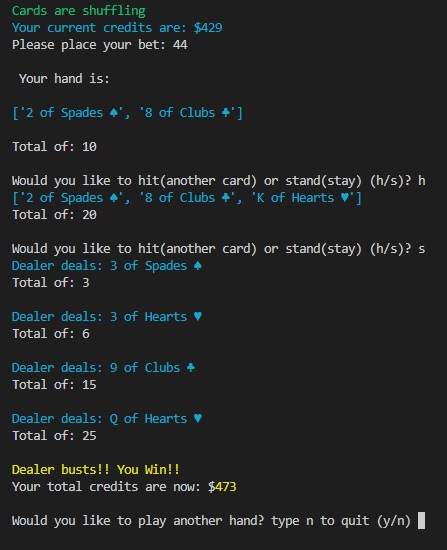 Cards are shuffling
Your current credits are: $429
Please place your bet: 44
Your hand is:
['2 of Spades ♠', '8 of Clubs ♣']
Total of: 10
Would you like to hit(another card) or stand(stay) (h/s)? h
['2 of Spades ♠', '8 of Clubs ♣', 'K of Hearts ♥']
Total of: 20
Would you like to hit(another card) or stand(stay) (h/s)? s
Dealer deals: 3 of Spades ♠
Total of: 3
Dealer deals: 3 of Hearts ♥
Total of: 6
Dealer deals: 9 of Clubs ♣
Total of: 15
Dealer deals: Q of Hearts ♥
Total of: 25
Dealer busts!! You Win!!
Your total credits are now: $473
Would you like to play another hand? type n to quit (y/n)